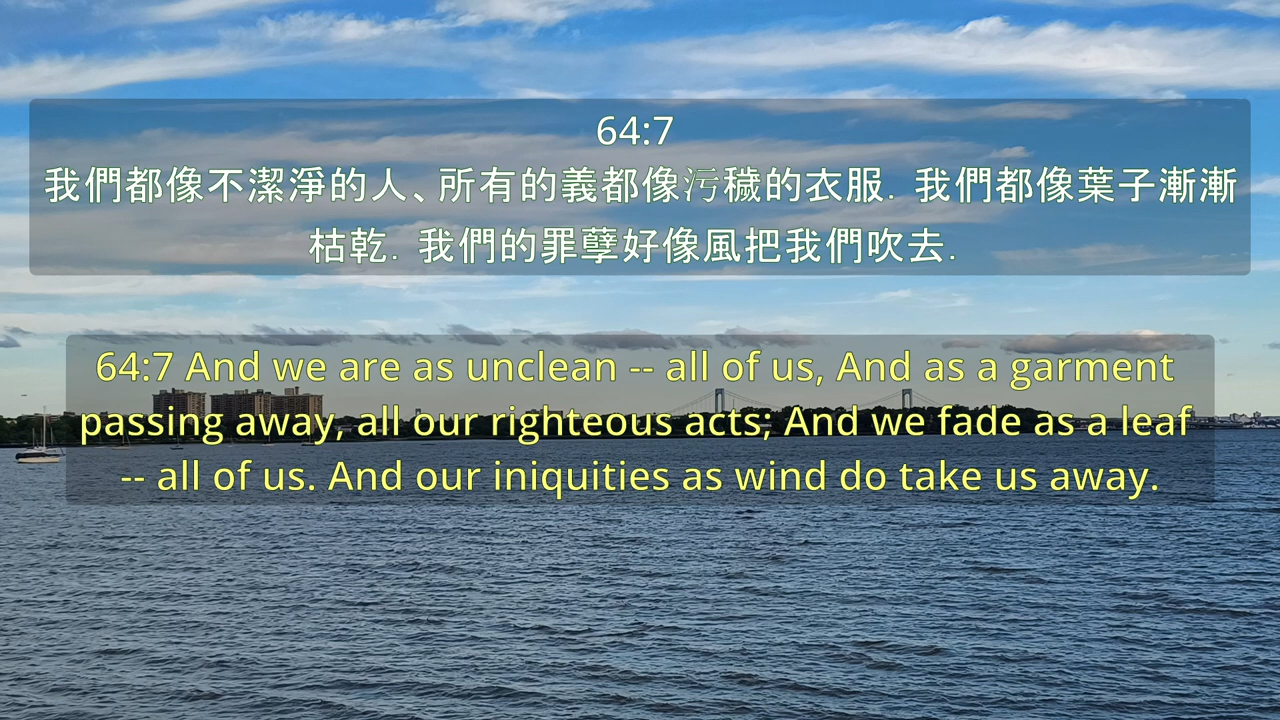 64:7
我們都像不潔淨的人、所有的義都像污穢的衣服. 我們都像葉子漸漸
枯乾. 我們的罪孽好像風把我們吹去.
64:7 And we are as unclean -- all of us, And as a garment
passing away, all our righteous acts; And we fade as a leaf
-- all of us. And our iniquities as wind do take us away.